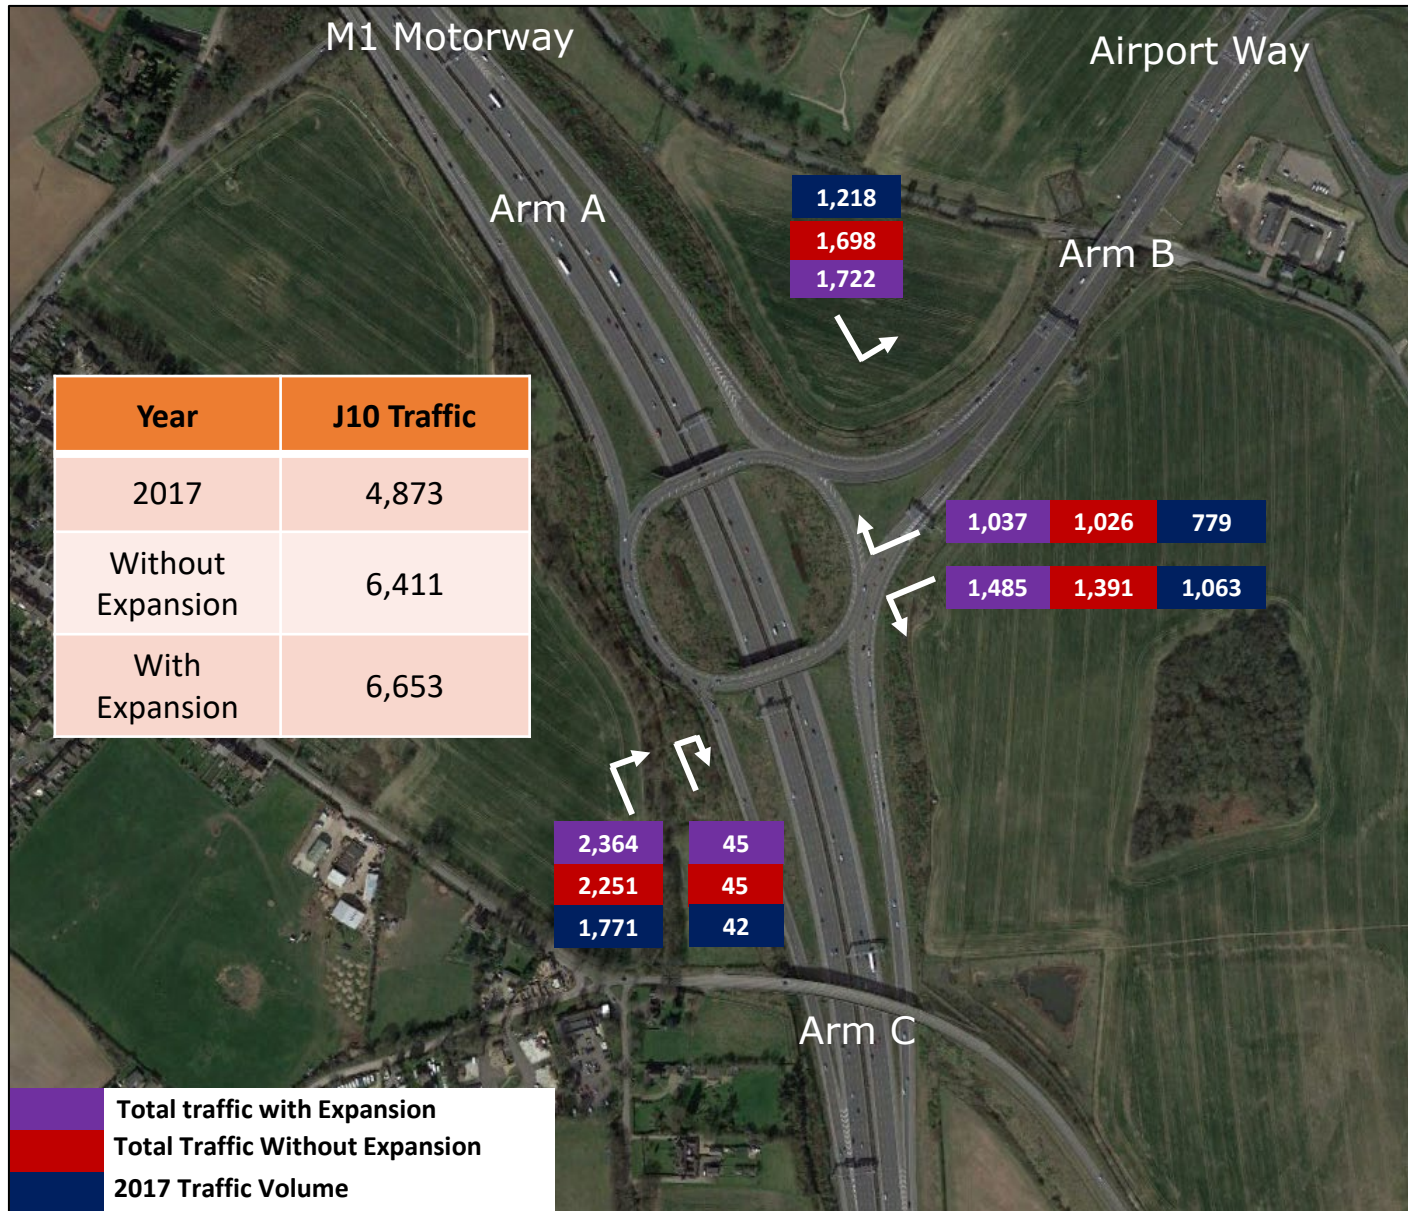 M1 Motorway
Airport Way
Arm A
1,218
1,698
1,722
Arm B
Year J10 Traffic
2017 4,873
Without
Expansion
6,411
With
Expansion
6,653
1,037 1,026 779
1,485 1,391 1,063
2,364 45
2,251 45
1,771 42
Arm C
Total traffic with Expansion
Total Traffic Without Expansion
2017 Traffic Volume